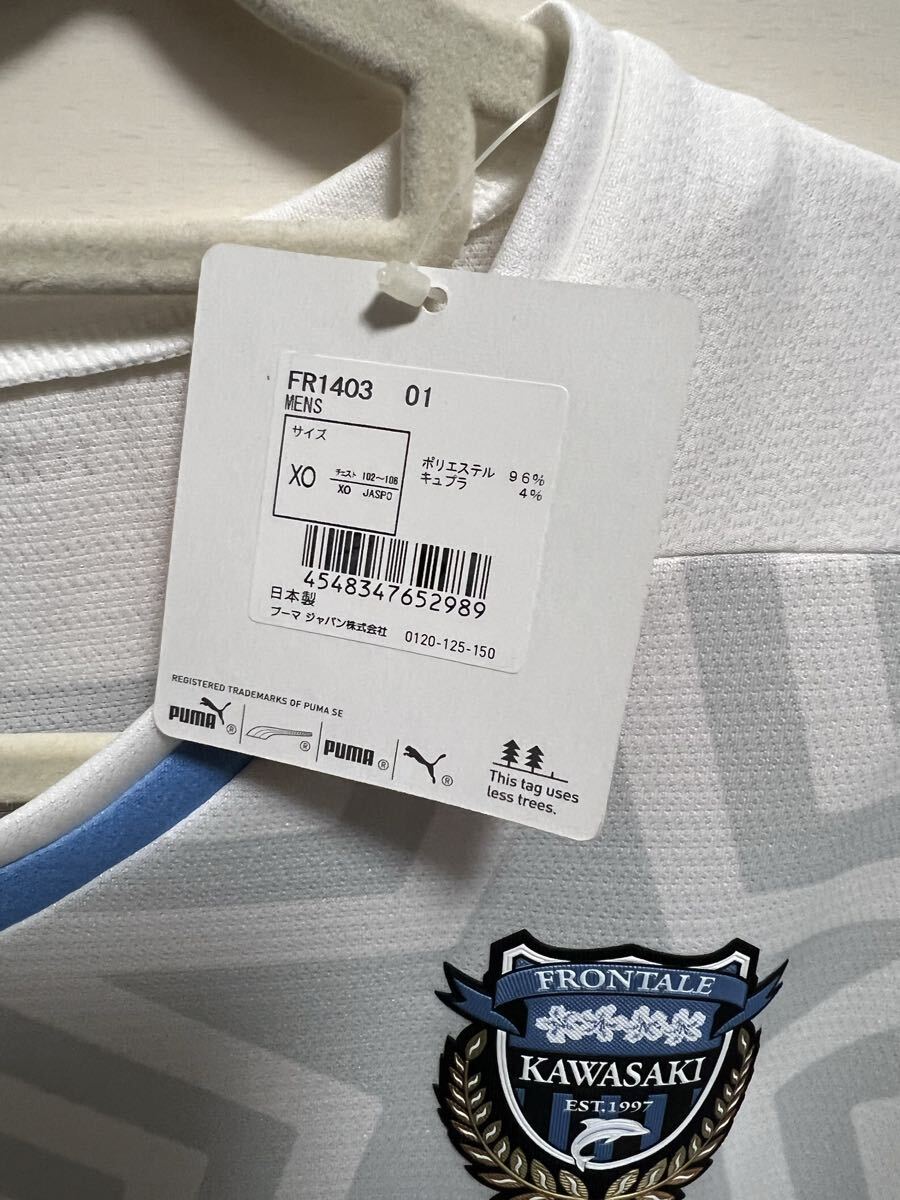 FR1403 01
MENS
サイズ
XO
チェスト 102～108
XO JASPO
ポリエステル 96%
キュプラ 4%
4548347652989
日本製
プーマ ジャパン株式会社 0120-125-150
REGISTERED TRADEMARKS OF PUMA SE
PUMA® ® PUMA® ®
This tag uses
less trees.
FRONTALE
KAWASAKI
EST.1997